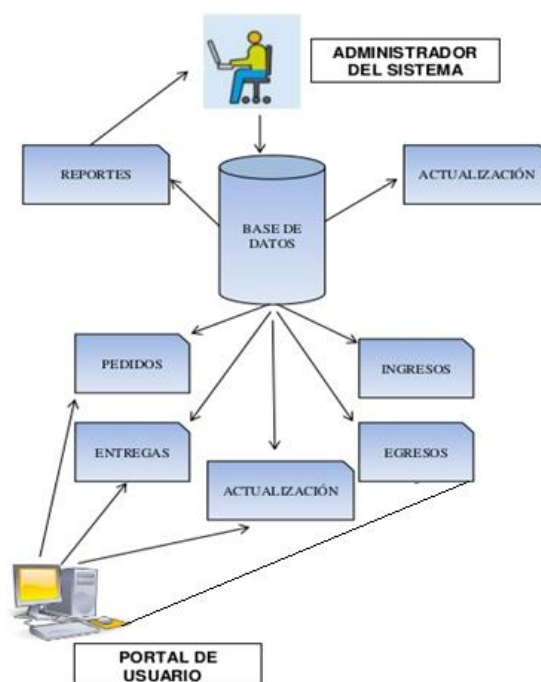 ADMINISTRADOR
DEL SISTEMA
REPORTES
ACTUALIZACIÓN
BASE DE
DATOS
PEDIDOS
INGRESOS
ENTREGAS
EGRESOS
ACTUALIZACIÓN
PORTAL DE
USUARIO